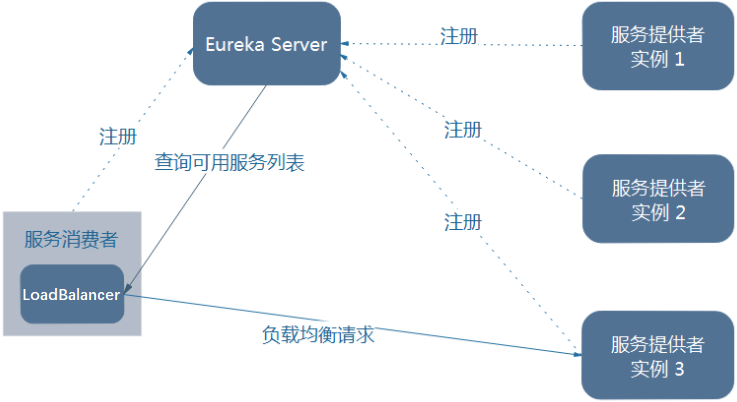 Eureka Server
注册
服务提供者
实例 1
注册
注册
查询可用服务列表
服务提供者
实例 2
注册
服务消费者
LoadBalancer
负载均衡请求
服务提供者
实例 3